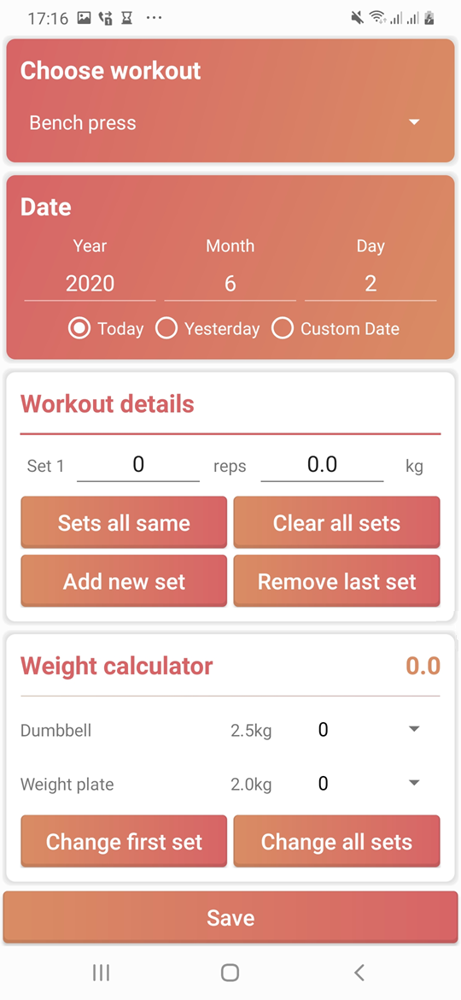 17:16
Choose workout
Bench press
Date
Year Month Day
2020 6 2
Today Yesterday Custom Date
Workout details
Set 1 0 reps 0.0 kg
Sets all same Clear all sets
Add new set Remove last set
Weight calculator 0.0
Dumbbell 2.5kg 0
Weight plate 2.0kg 0
Change first set Change all sets
Save